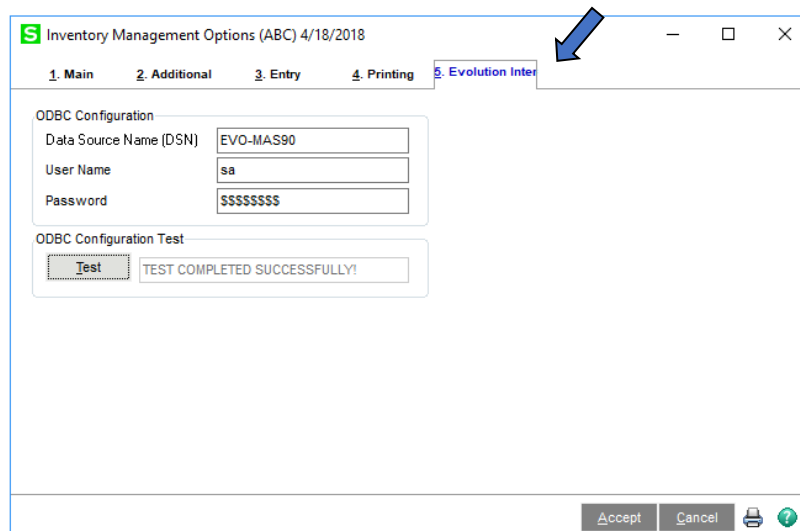 S Inventory Management Options (ABC) 4/18/2018
1. Main 2. Additional 3. Entry 4. Printing 5. Evolution Inter
ODBC Configuration
Data Source Name (DSN) EVO-MAS90
User Name sa
Password $$$$$$$$
ODBC Configuration Test
Test TEST COMPLETED SUCCESSFULLY!
Accept Cancel ?